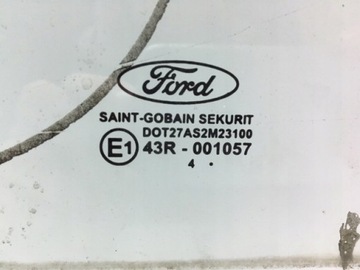 Ford
SAINT-GOBAIN SEKURIT
DOT27AS2M23100
E1 43R - 001057
4 .